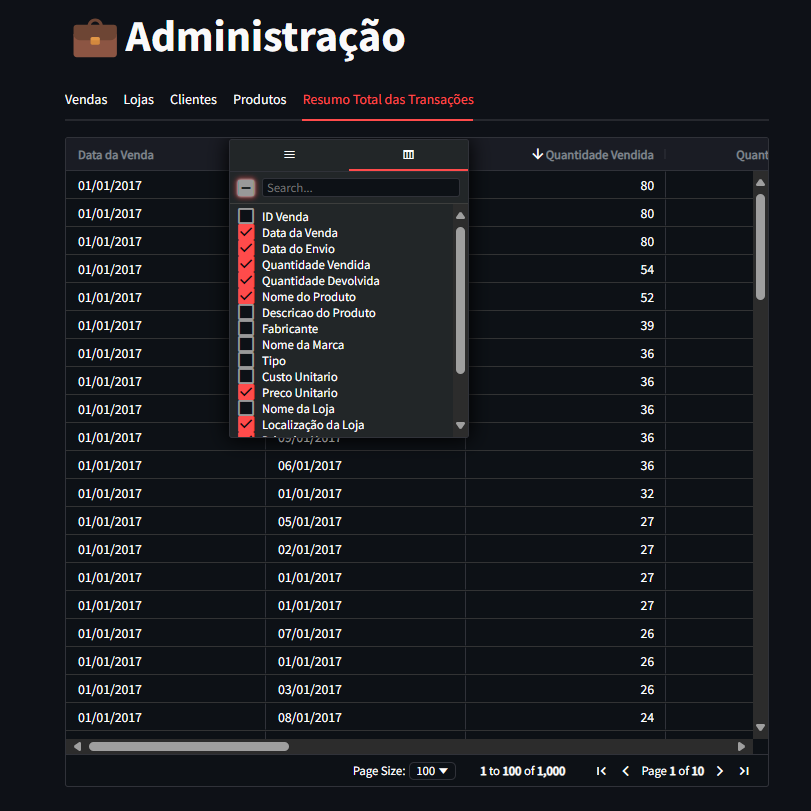 Administração
Vendas Lojas Clientes Produtos Resumo Total das Transações
Data da Venda Quantidade Vendida Quant
Search...
ID Venda
Data da Venda
Data do Envio
Quantidade Vendida
Quantidade Devolvida
Nome do Produto
Descricao do Produto
Fabricante
Nome da Marca
Tipo
Custo Unitario
Preco Unitario
Nome da Loja
Localização da Loja
01/01/2017 80
01/01/2017 80
01/01/2017 80
01/01/2017 54
01/01/2017 52
01/01/2017 39
01/01/2017 36
01/01/2017 36
01/01/2017 36
01/01/2017 09/01/2017 36
01/01/2017 06/01/2017 36
01/01/2017 01/01/2017 32
01/01/2017 05/01/2017 27
01/01/2017 02/01/2017 27
01/01/2017 01/01/2017 27
01/01/2017 01/01/2017 27
01/01/2017 07/01/2017 26
01/01/2017 01/01/2017 26
01/01/2017 03/01/2017 26
01/01/2017 08/01/2017 24
Page Size: 100 1 to 100 of 1,000 Page 1 of 10